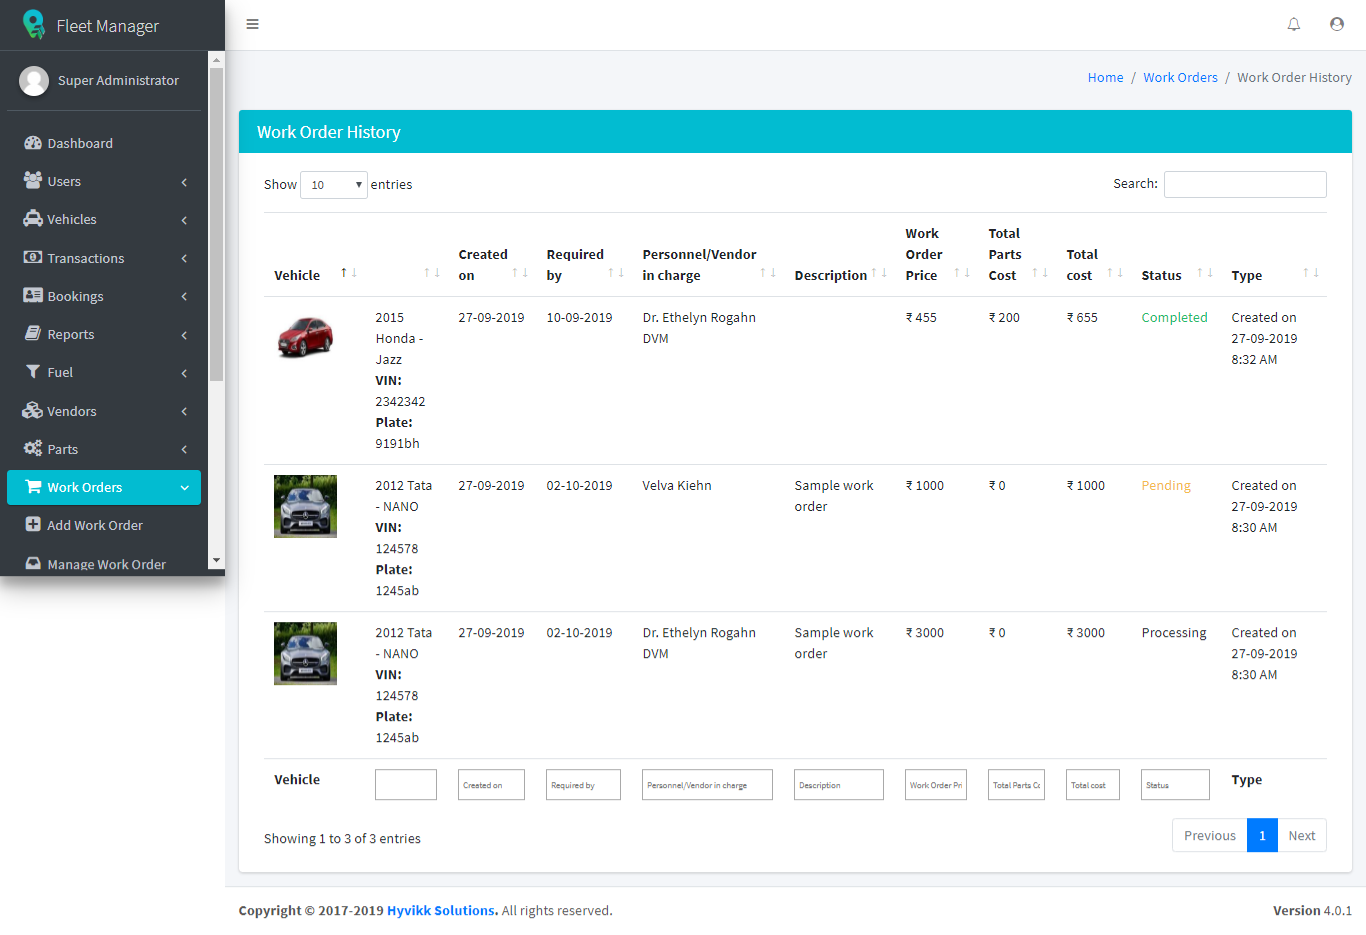 Fleet Manager
Super Administrator
Dashboard
Users
Vehicles
Transactions
Bookings
Reports
Fuel
Vendors
Parts
Work Orders
Add Work Order
Manage Work Order
Home / Work Orders / Work Order History
Work Order History
Show 10 entries
Search:
Vehicle
Created
on
Required
by
Personnel/Vendor
in charge
Description
Work
Order
Price
Total
Parts
Cost
Total
cost
Status
Type
2015
Honda -
Jazz
VIN:
2342342
Plate:
9191bh
27-09-2019
10-09-2019
Dr. Ethelyn Rogahn
DVM
₹ 455
₹ 200
₹ 655
Completed
Created on
27-09-2019
8:32 AM
2012 Tata
- NANO
VIN:
124578
Plate:
1245ab
27-09-2019
02-10-2019
Velva Kiehn
Sample work
order
₹ 1000
₹ 0
₹ 1000
Pending
Created on
27-09-2019
8:30 AM
2012 Tata
- NANO
VIN:
124578
Plate:
1245ab
27-09-2019
02-10-2019
Dr. Ethelyn Rogahn
DVM
Sample work
order
₹ 3000
₹ 0
₹ 3000
Processing
Created on
27-09-2019
8:30 AM
Vehicle
Created on
Required by
Personnel/Vendor in charge
Description
Work Order Pri
Total Parts Co
Total cost
Status
Type
Showing 1 to 3 of 3 entries
Previous 1 Next
Copyright © 2017-2019 Hyvikk Solutions. All rights reserved.
Version 4.0.1